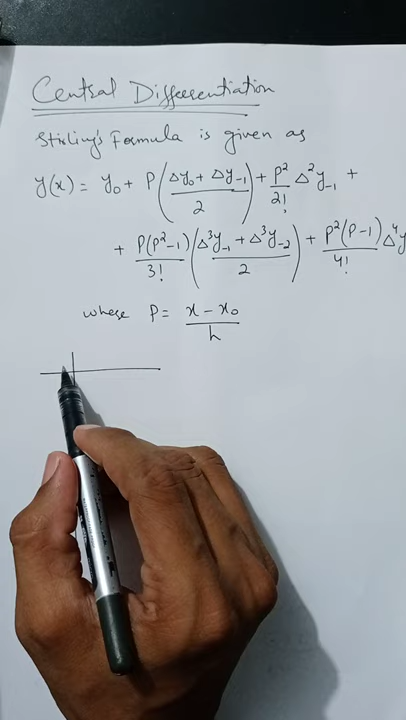 Central Differentiation
Stirling's Formula is given as
y(x) = y₀ + P (Δy₀ + Δy₋₁ / 2) + P²/2! Δ²y₋₁ +
+ P(P²-1)/3! (Δ³y₋₁ + Δ³y₋₂ / 2) + P²(P-1)/4! Δ⁴y
where P = x - x₀ / h